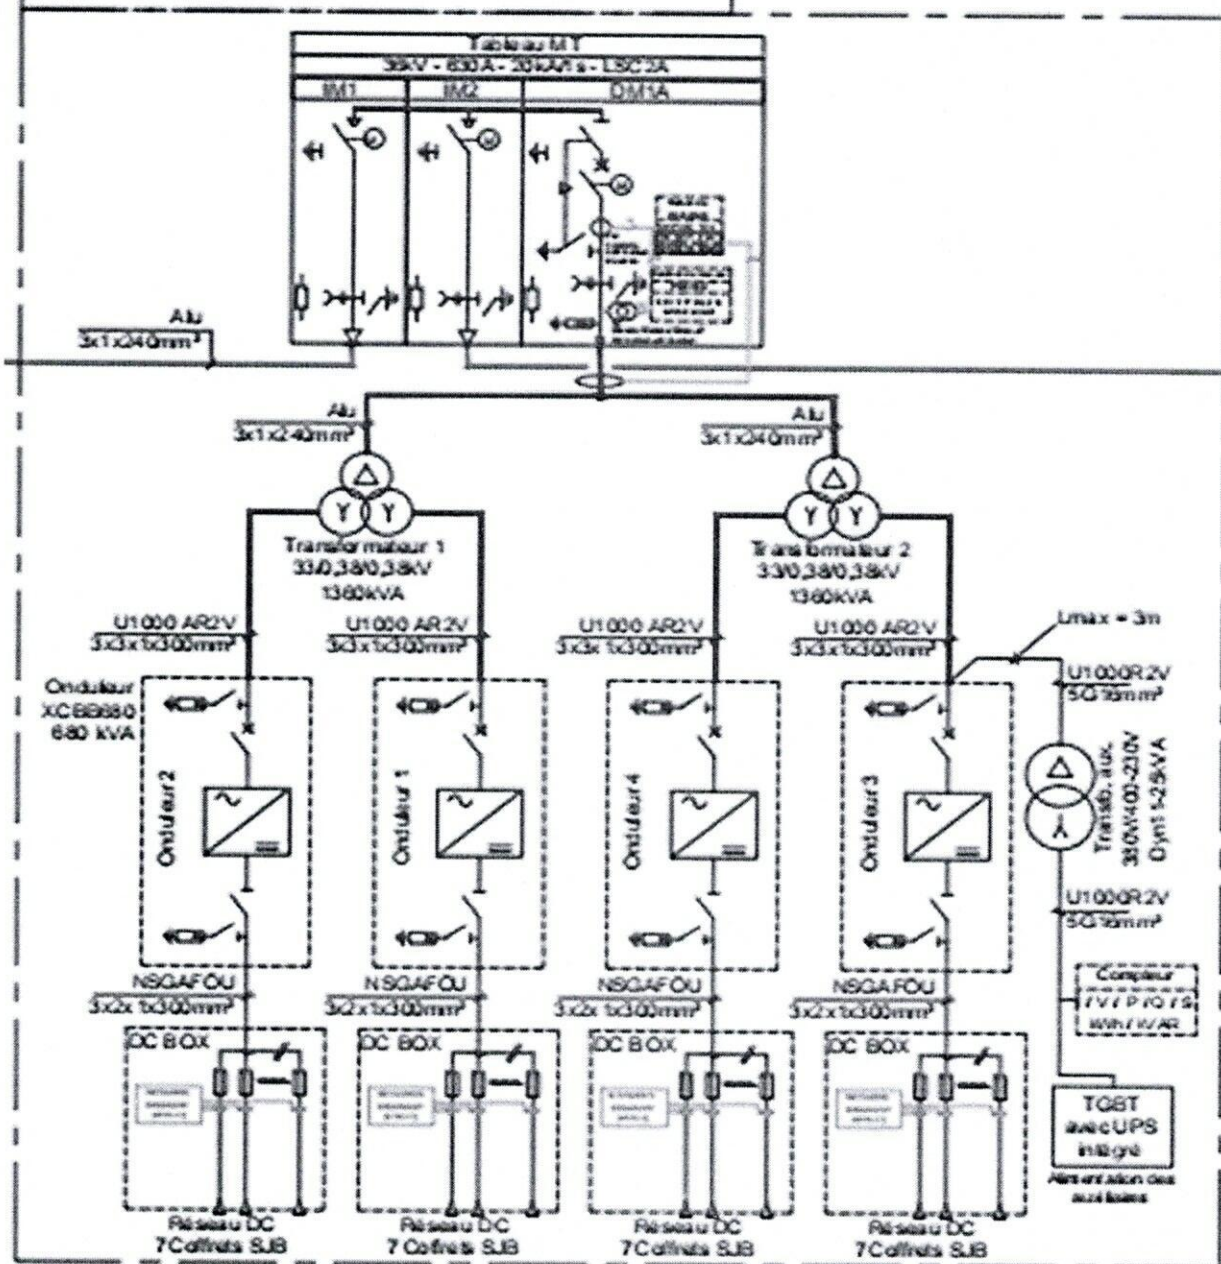 Tableau MT
36kV - 630A - 20kA/1s - LSC2A
IM1
IM2
DM1A
Alu
3x1x240mm²
Alu
3x1x240mm²
Alu
3x1x240mm²
Transformateur 1
33/0,38/0,38kV
1360kVA
Transformateur 2
33/0,38/0,38kV
1360kVA
U1000 AR2V
3x3x1x300mm²
U1000 AR2V
3x3x1x300mm²
U1000 AR2V
3x3x1x300mm²
U1000 AR2V
3x3x1x300mm²
Lmax = 3m
U1000R2V
5G16mm²
Onduleur
XCBB680
680 kVA
Onduleur 2
Onduleur 1
Onduleur 4
Onduleur 3
Transfo. aux.
380V/400-230V
Dyn11-25kVA
U1000R2V
5G16mm²
NSGAFOU
3x2x1x300mm²
NSGAFOU
3x2x1x300mm²
NSGAFOU
3x2x1x300mm²
NSGAFOU
3x2x1x300mm²
Compteur
I / V / P / Q / S
kWh / kVAR
DC BOX
DC BOX
DC BOX
DC BOX
TGBT
avec UPS
intégré
Alimentation des
auxiliaires
Réseau DC
7 Coffrets SJB
Réseau DC
7 Coffrets SJB
Réseau DC
7 Coffrets SJB
Réseau DC
7 Coffrets SJB